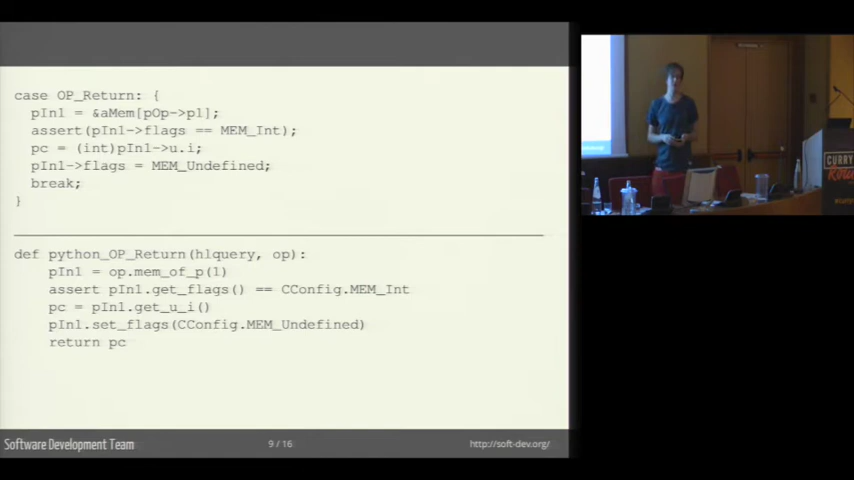 case OP_Return: {
  pIn1 = &aMem[pOp->p1];
  assert(pIn1->flags == MEM_Int);
  pc = (int)pIn1->u.i;
  pIn1->flags = MEM_Undefined;
  break;
}
def python_OP_Return(hlquery, op):
    pIn1 = op.mem_of_p(1)
    assert pIn1.get_flags() == CConfig.MEM_Int
    pc = pIn1.get_u_i()
    pIn1.set_flags(CConfig.MEM_Undefined)
    return pc
Software Development Team
9 / 16
http://soft-dev.org/
CURRY